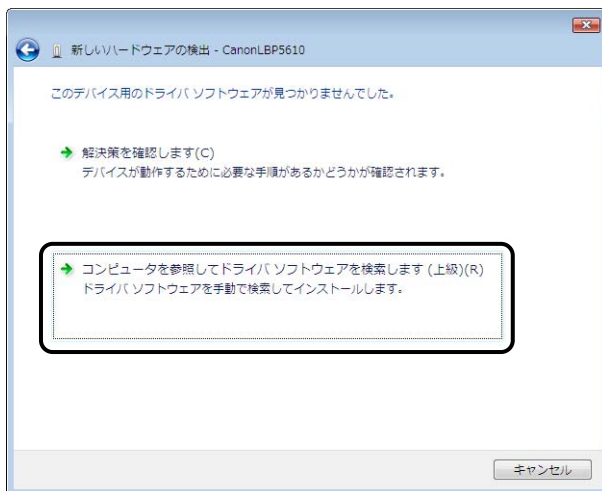 新しいハードウェアの検出 - CanonLBP5610
このデバイス用のドライバ ソフトウェアが見つかりませんでした。
解決策を確認します(C)
デバイスが動作するために必要な手順があるかどうかが確認されます。
コンピュータを参照してドライバ ソフトウェアを検索します (上級)(R)
ドライバ ソフトウェアを手動で検索してインストールします。
キャンセル